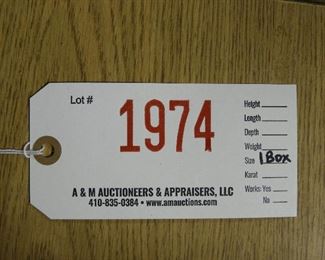 Lot #
1974
Height
Length
Depth
Weight
Size 1 Box
Karat
Works: Yes
No
A & M AUCTIONEERS & APPRAISERS, LLC
410-835-0384 • www.amauctions.com